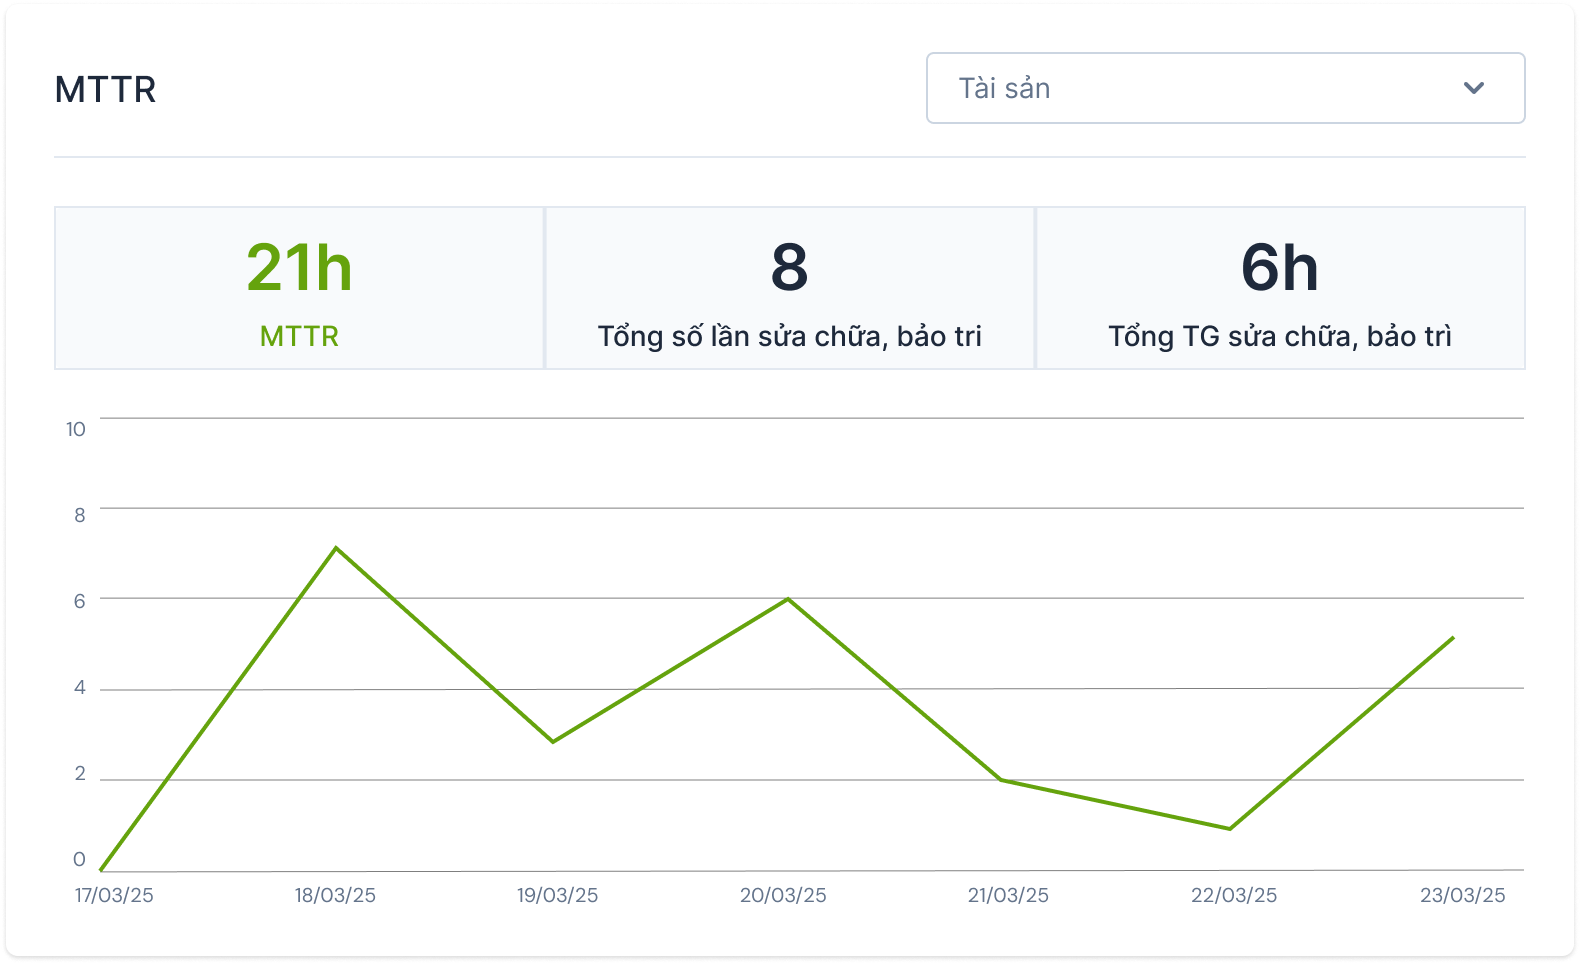 MTTR
Tài sản
21h
8
6h
MTTR
Tổng số lần sửa chữa, bảo tri
Tổng TG sửa chữa, bảo trì
10
8
6
4
2
0
17/03/25
18/03/25
19/03/25
20/03/25
21/03/25
22/03/25
23/03/25